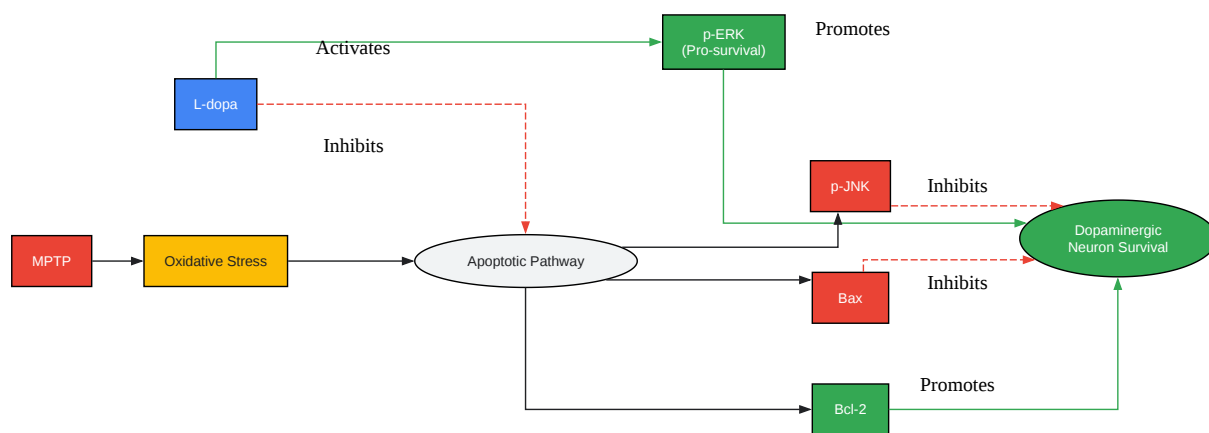 p-ERK
(Pro-survival)
Promotes
Activates
L-dopa
Inhibits
p-JNK
Inhibits
MPTP
Oxidative Stress
Apoptotic Pathway
Dopaminergic
Neuron Survival
Bax
Inhibits
Promotes
Bcl-2